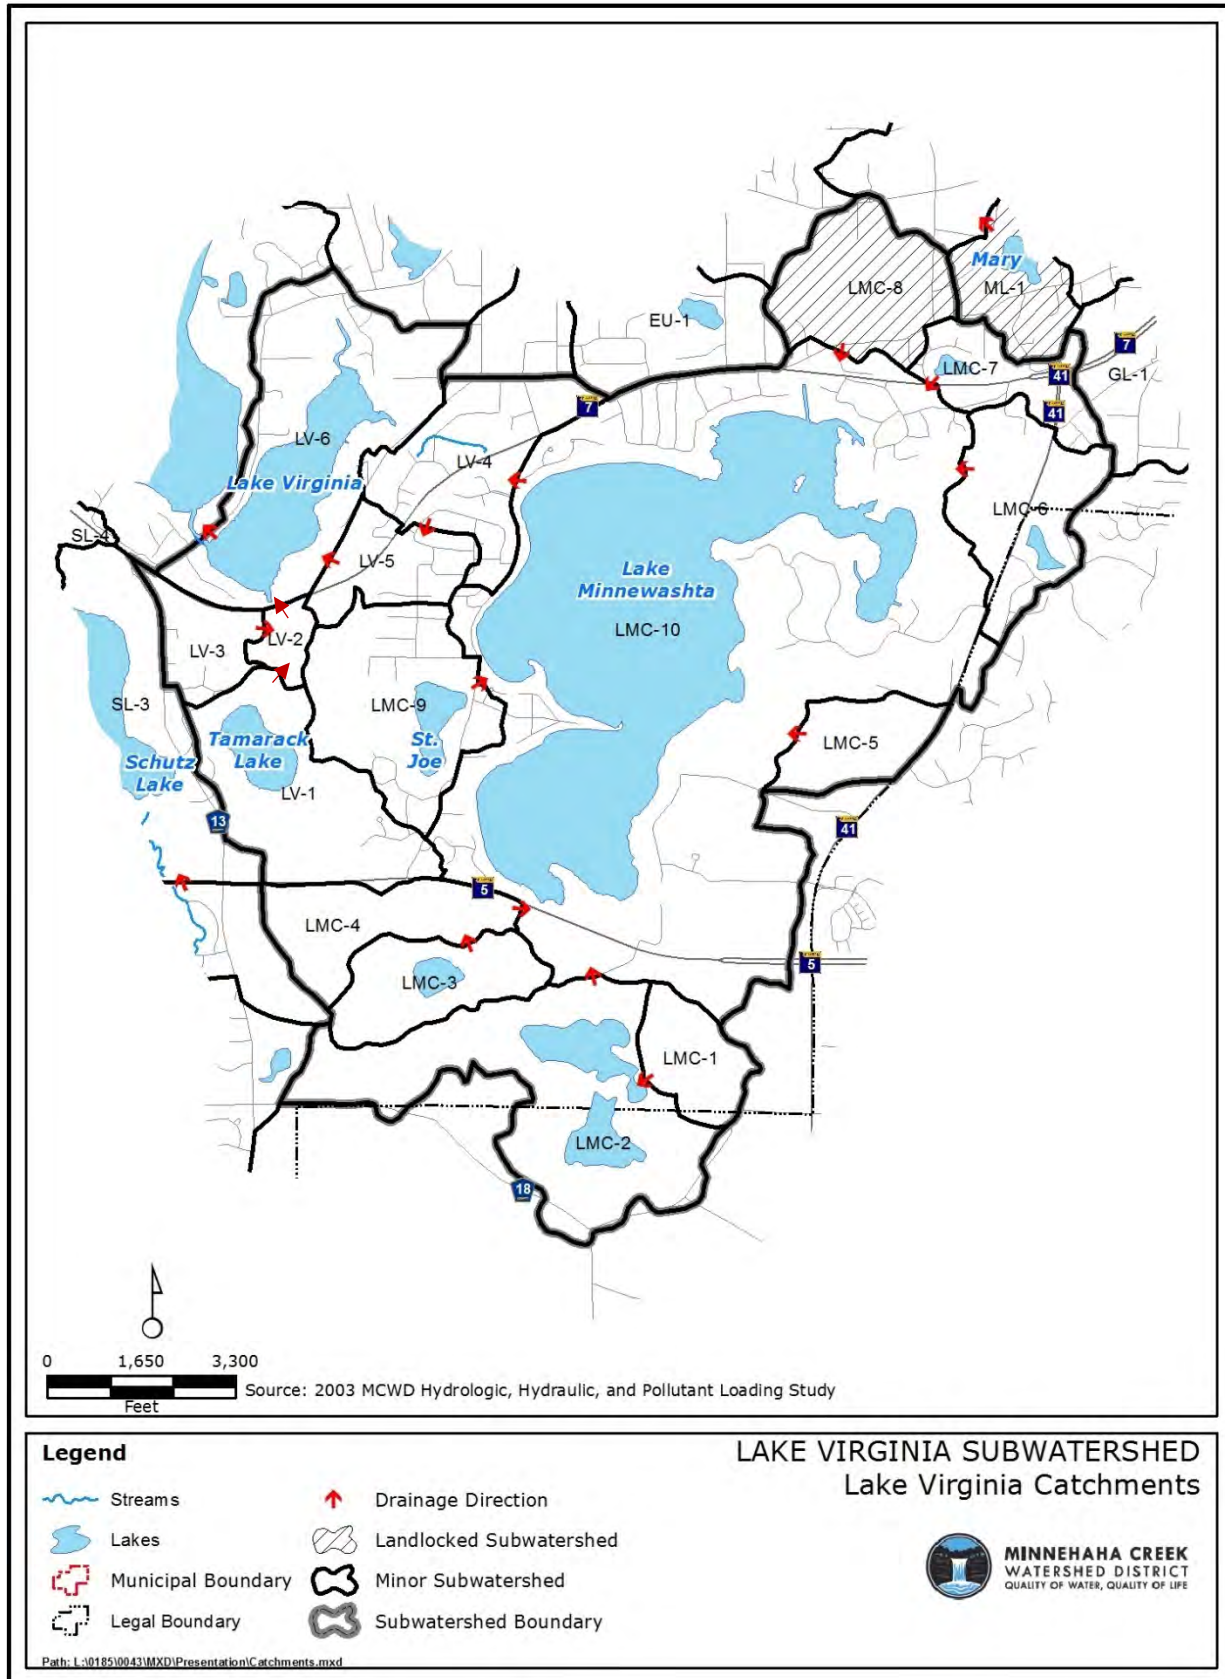 LMC-8
Mary
ML-1
EU-1
7
LMC-7
41
GL-1
7
41
LV-6
LV-4
Lake Virginia
LMC-6
SL-4
LV-5
Lake
Minnewashta
LMC-10
LV-2
LV-3
SL-3
LMC-9
Tamarack
Lake
St.
Joe
LMC-5
Schutz
Lake
LV-1
13
41
5
LMC-4
5
LMC-3
LMC-1
LMC-2
18
0 1,650 3,300
Feet
Source: 2003 MCWD Hydrologic, Hydraulic, and Pollutant Loading Study
Legend
Streams
Lakes
Municipal Boundary
Legal Boundary
Drainage Direction
Landlocked Subwatershed
Minor Subwatershed
Subwatershed Boundary
LAKE VIRGINIA SUBWATERSHED
Lake Virginia Catchments
MINNEHAHA CREEK
WATERSHED DISTRICT
QUALITY OF WATER, QUALITY OF LIFE
Path: L:\0185\0043\MXD\Presentation\Catchments.mxd